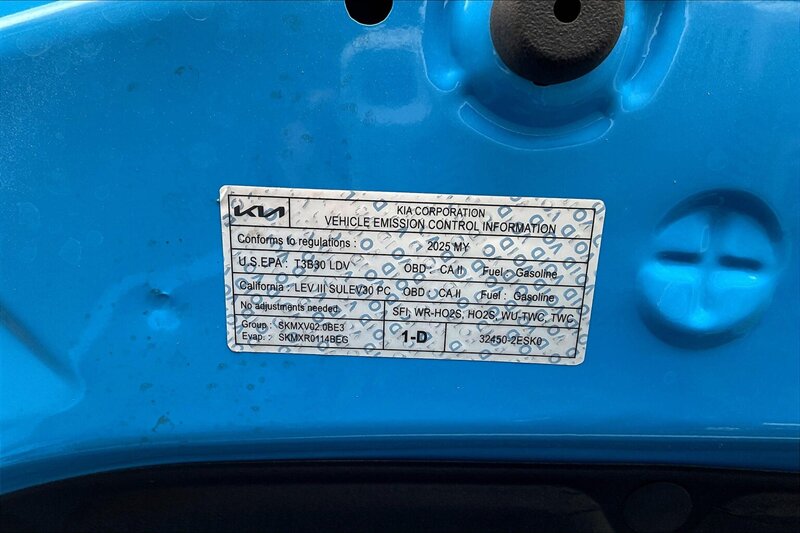 KIA KIA CORPORATION
VEHICLE EMISSION CONTROL INFORMATION
Conforms to regulations : 2025 MY
U.S.EPA : T3B30 LDV OBD : CA II Fuel : Gasoline
California : LEV III SULEV30 PC OBD : CA II Fuel : Gasoline
No adjustments needed. SFI, WR-HO2S, HO2S, WU-TWC, TWC
Group : SKMXV02.0BE3
Evap : SKMXR0114BEG
1-D 32450-2ESK0